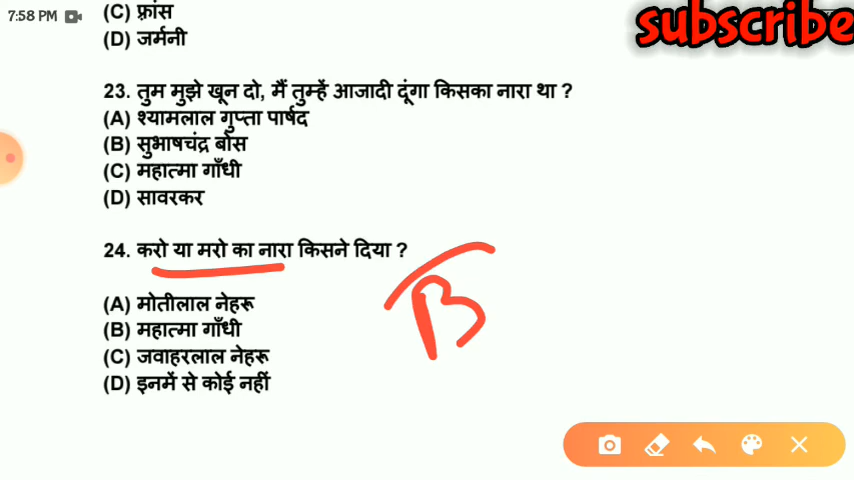 7:58 PM
(C) फ़्रांस
subscribe
(D) जर्मनी
23. तुम मुझे खून दो, मैं तुम्हें आजादी दूंगा किसका नारा था ?
(A) श्यामलाल गुप्ता पार्षद
(B) सुभाषचंद्र बोस
(C) महात्मा गाँधी
(D) सावरकर
24. करो या मरो का नारा किसने दिया ?
(A) मोतीलाल नेहरू
(B) महात्मा गाँधी
(C) जवाहरलाल नेहरू
(D) इनमें से कोई नहीं
B